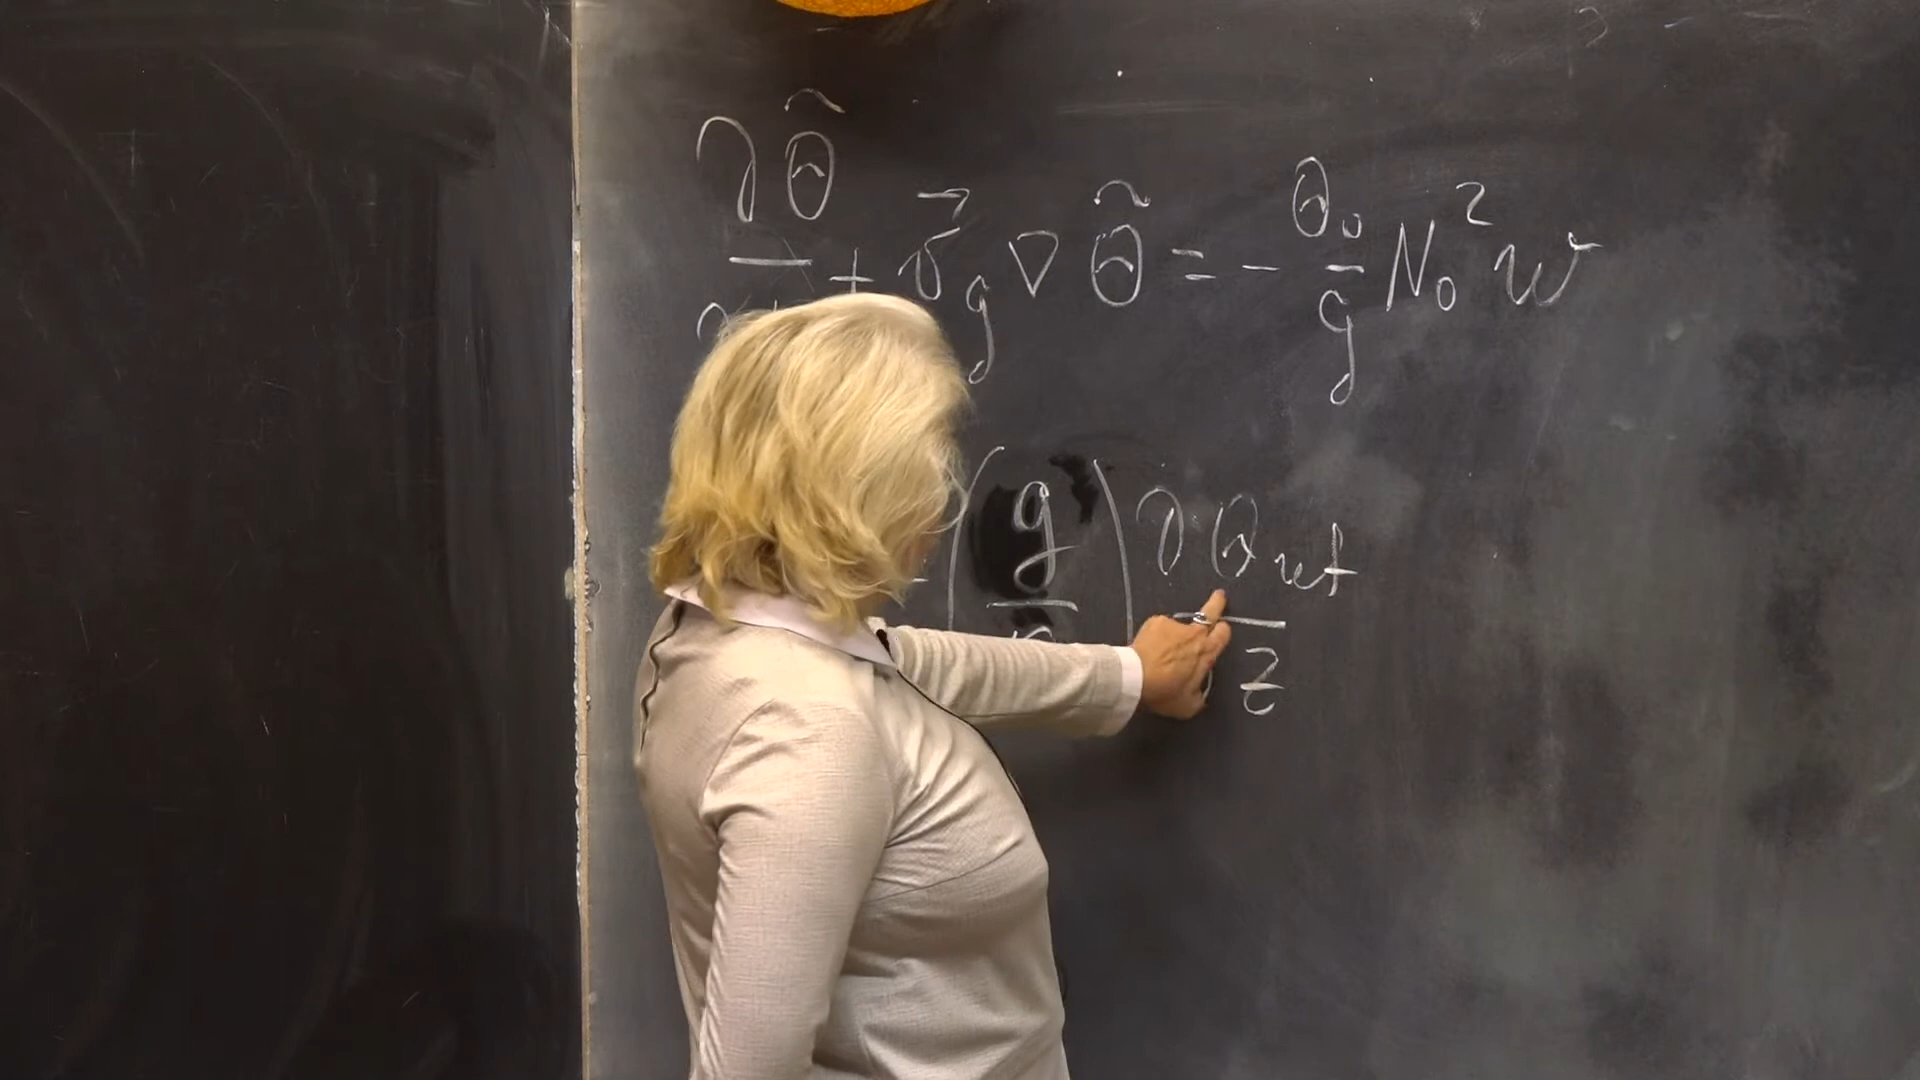 ∂θ̃/∂t + v⃗g ∇ θ̃ = - θ₀/g N₀² w
(g/θ) ∂θref/∂z